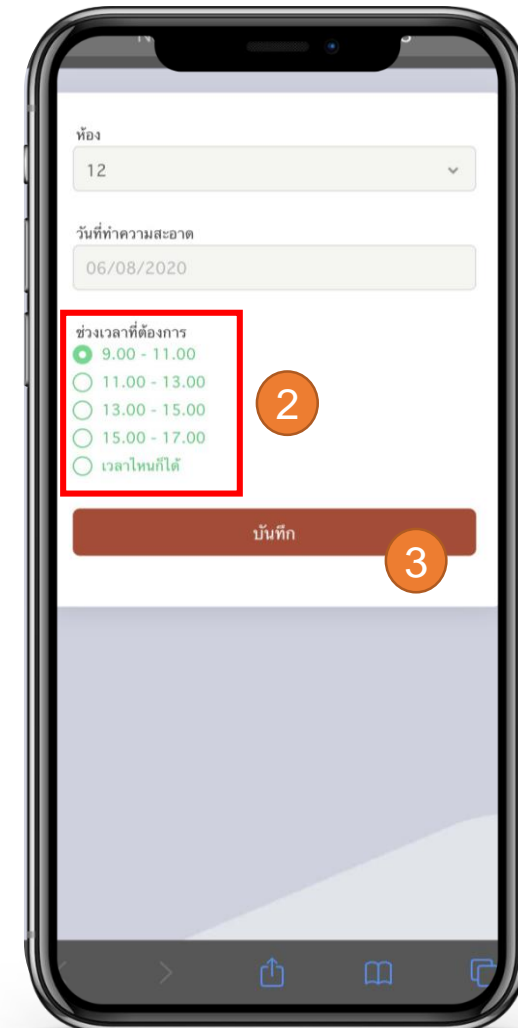 ห้อง
12
วันที่ทำความสะอาด
06/08/2020
ช่วงเวลาที่ต้องการ
9.00 - 11.00
11.00 - 13.00
13.00 - 15.00
15.00 - 17.00
เวลาไหนก็ได้
2
บันทึก
3